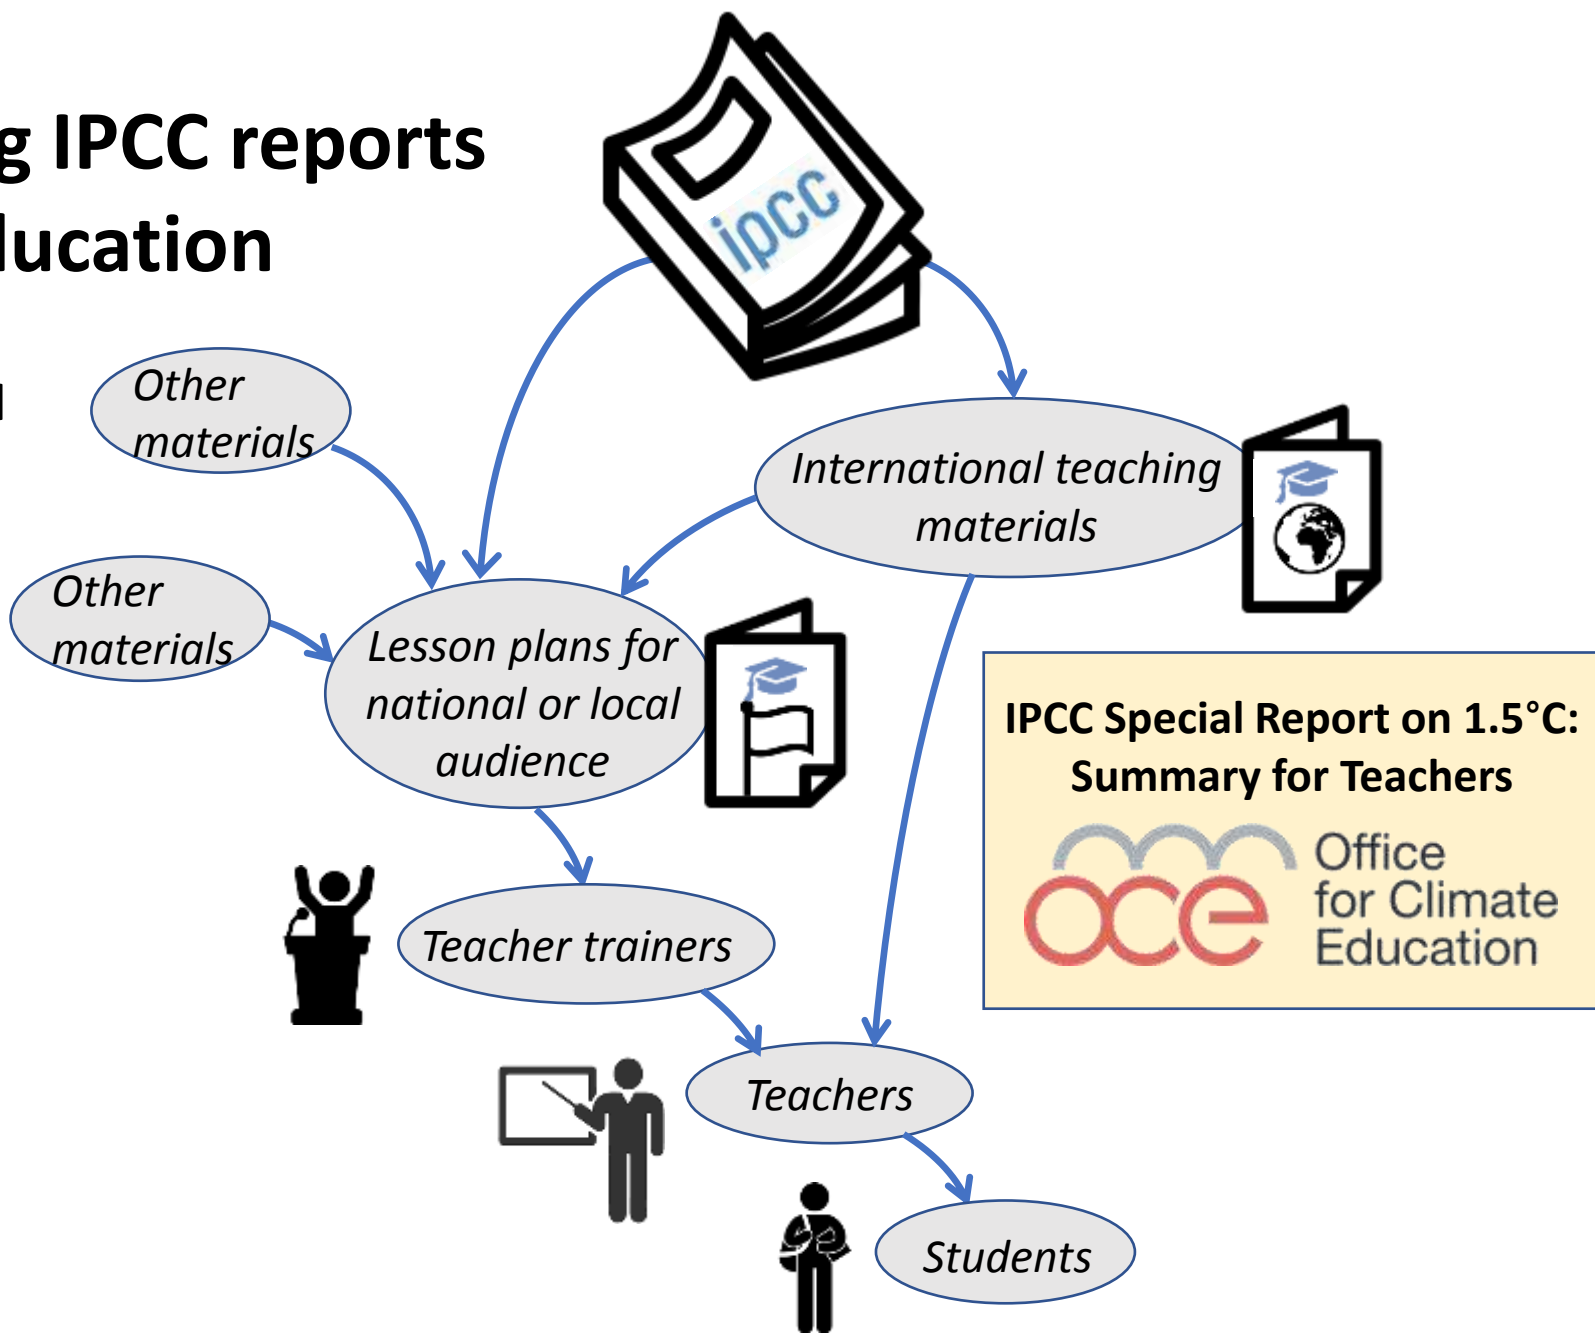 g IPCC reports
lucation
ipcc
Other
materials
International teaching
materials
Other
materials
Lesson plans for
national or local
audience
IPCC Special Report on 1.5°C:
Summary for Teachers
oce
Office
for Climate
Education
Teacher trainers
Teachers
Students